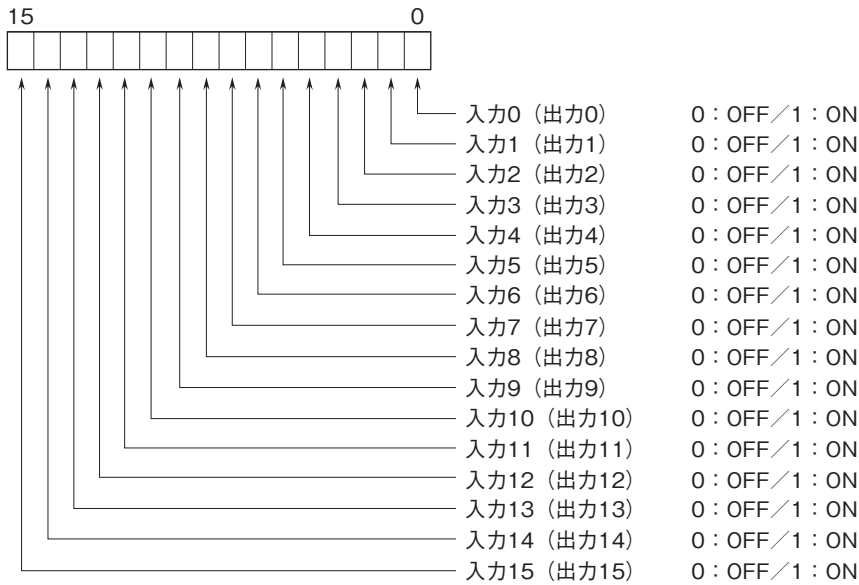 15 0
入力0（出力0） 0：OFF／1：ON
入力1（出力1） 0：OFF／1：ON
入力2（出力2） 0：OFF／1：ON
入力3（出力3） 0：OFF／1：ON
入力4（出力4） 0：OFF／1：ON
入力5（出力5） 0：OFF／1：ON
入力6（出力6） 0：OFF／1：ON
入力7（出力7） 0：OFF／1：ON
入力8（出力8） 0：OFF／1：ON
入力9（出力9） 0：OFF／1：ON
入力10（出力10） 0：OFF／1：ON
入力11（出力11） 0：OFF／1：ON
入力12（出力12） 0：OFF／1：ON
入力13（出力13） 0：OFF／1：ON
入力14（出力14） 0：OFF／1：ON
入力15（出力15） 0：OFF／1：ON